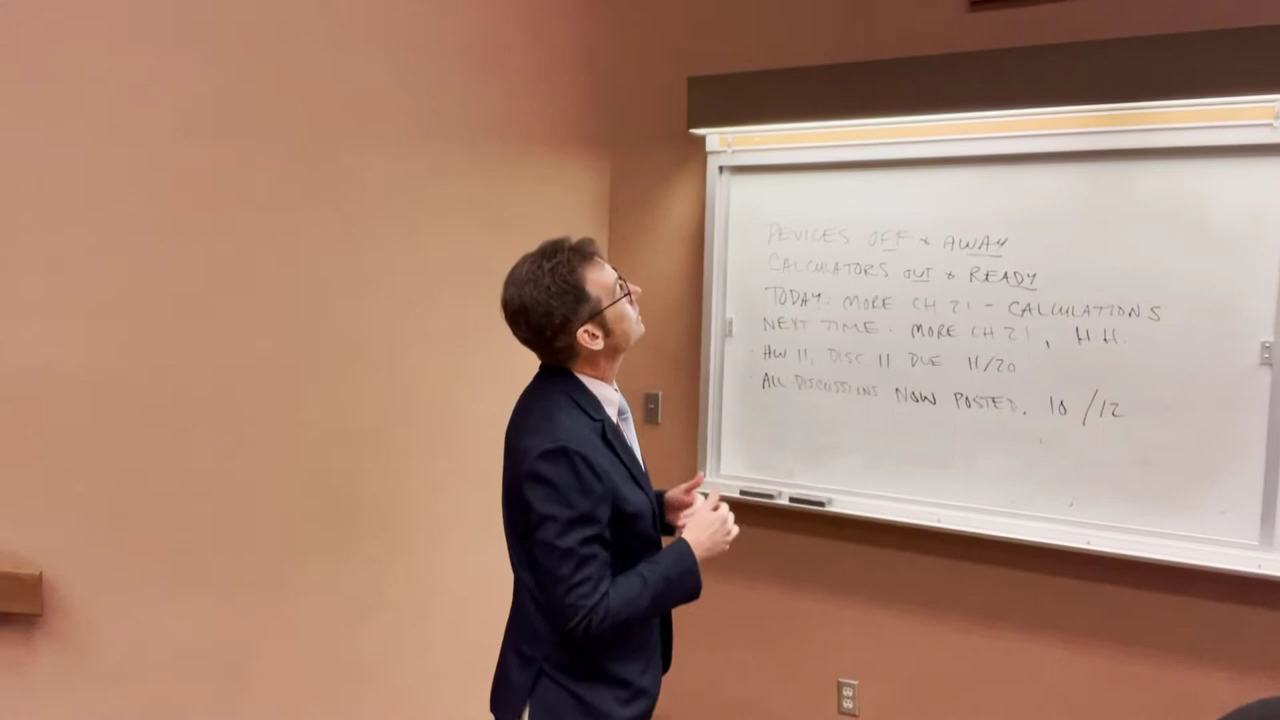 DEVICES OFF & AWAY
CALCULATORS OUT & READY
TODAY: MORE CH 21 - CALCULATIONS
NEXT TIME: MORE CH 21, H H.
HW 11, DISC 11 DUE 11/20
ALL DISCUSSIONS NOW POSTED. 10/12